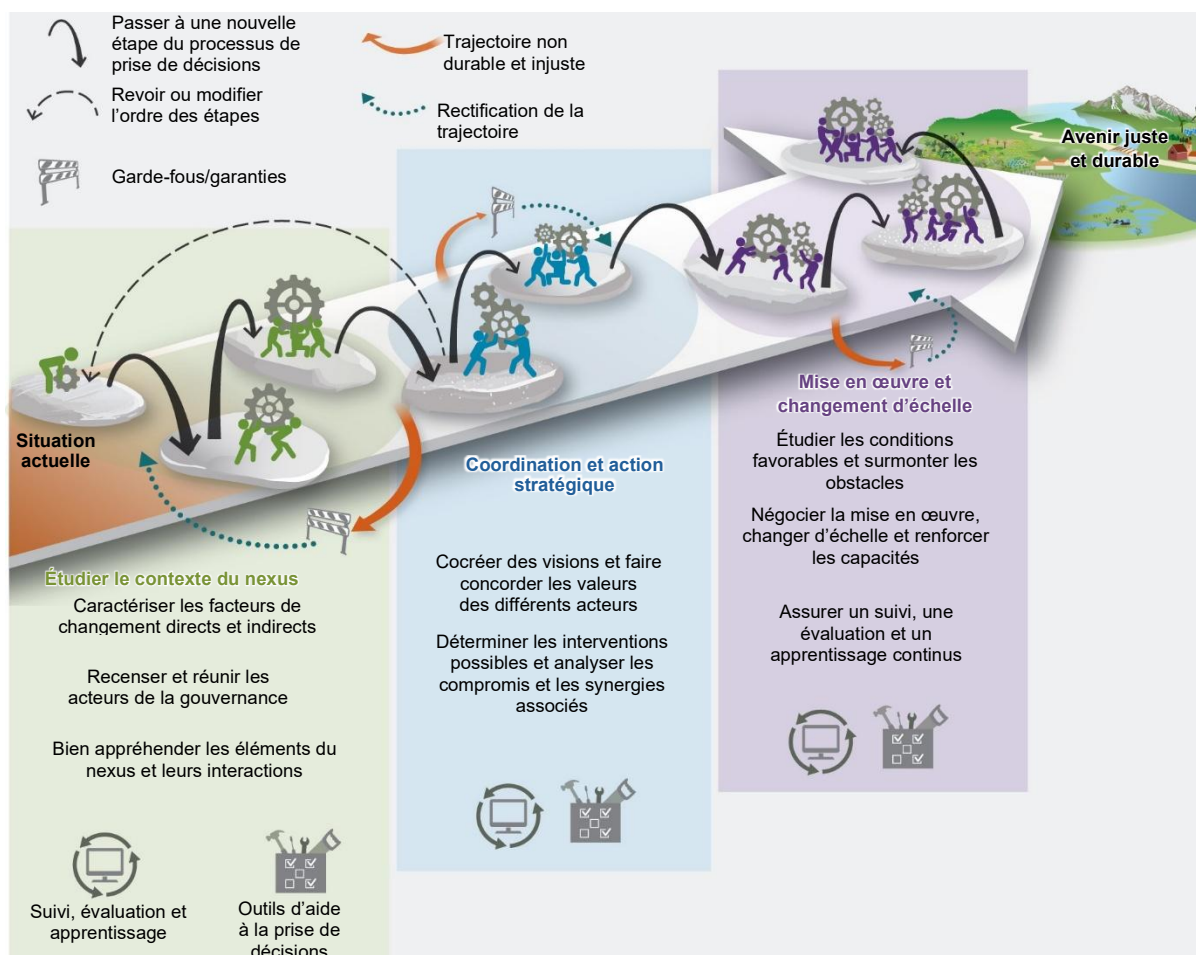 Passer à une nouvelle
étape du processus de
prise de décisions
Revoir ou modifier
l’ordre des étapes
Garde-fous/garanties
Trajectoire non
durable et injuste
Rectification de la
trajectoire
Avenir juste
et durable
Situation
actuelle
Étudier le contexte du nexus
Caractériser les facteurs de
changement directs et indirects
Recenser et réunir les
acteurs de la gouvernance
Bien appréhender les éléments du
nexus et leurs interactions
Suivi, évaluation et
apprentissage
Outils d’aide
à la prise de
décisions
Coordination et action
stratégique
Cocréer des visions et faire
concorder les valeurs
des différents acteurs
Déterminer les interventions
possibles et analyser les
compromis et les synergies
associés
Mise en œuvre et
changement d’échelle
Étudier les conditions
favorables et surmonter les
obstacles
Négocier la mise en œuvre,
changer d’échelle et renforcer
les capacités
Assurer un suivi, une
évaluation et un
apprentissage continus